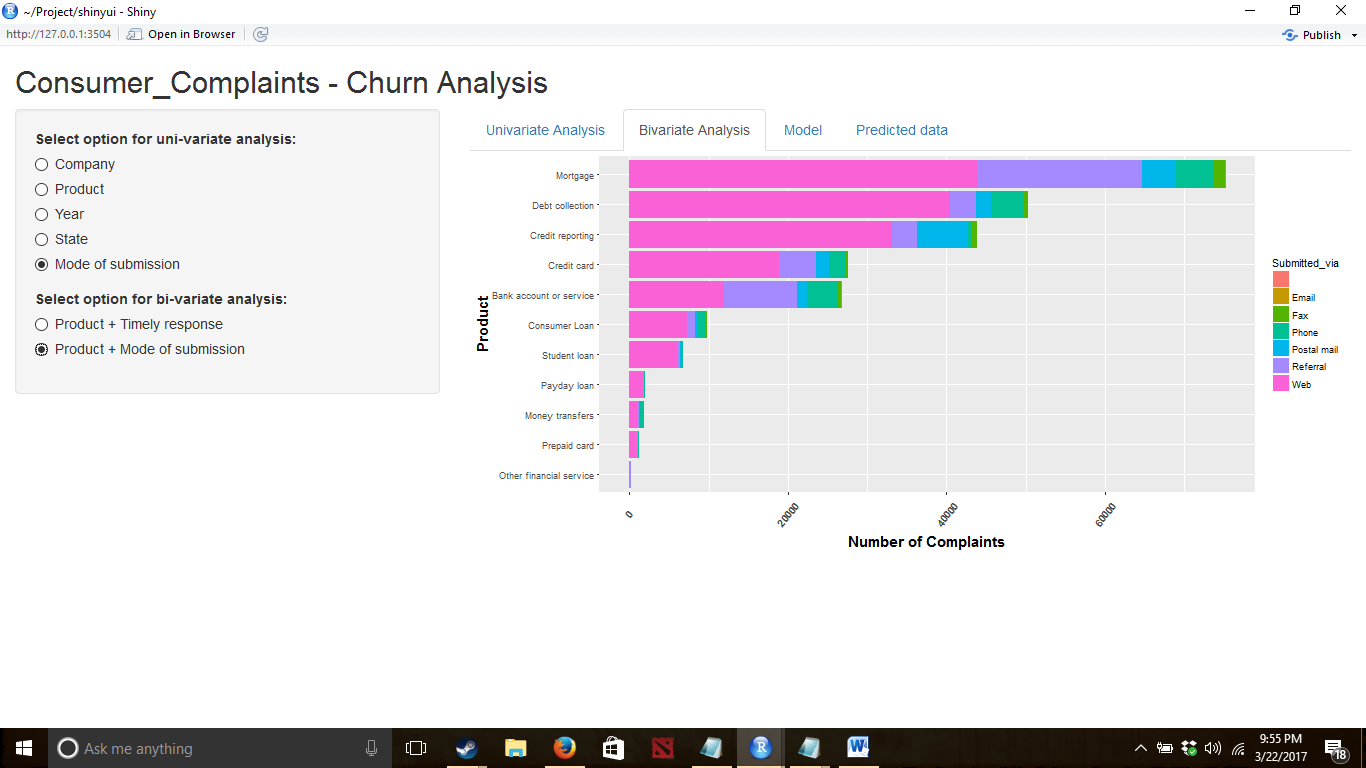 ~/Project/shinyui - Shiny
http://127.0.0.1:3504
Open in Browser
Publish
Consumer_Complaints - Churn Analysis
Select option for uni-variate analysis:
Company
Product
Year
State
Mode of submission
Select option for bi-variate analysis:
Product + Timely response
Product + Mode of submission
Univariate Analysis
Bivariate Analysis
Model
Predicted data
Product
Mortgage
Debt collection
Credit reporting
Credit card
Bank account or service
Consumer Loan
Student loan
Payday loan
Money transfers
Prepaid card
Other financial service
0
20000
40000
60000
Number of Complaints
Submitted_via
Email
Fax
Phone
Postal mail
Referral
Web
Ask me anything
9:55 PM
3/22/2017
18